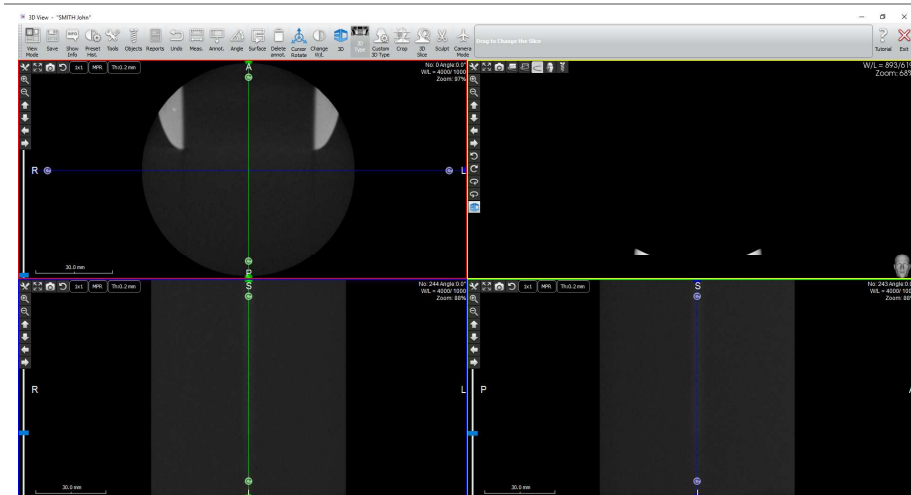 3D View - "SMITH John"
View Mode
Save
INFO
Show Info
Preset Hist.
Tools
Objects
Reports
Undo
Meas.
Annot.
Angle
Surface
Delete annot.
Cursor Rotate
Change W/L
3D
3D Type
Custom 3D Type
Crop
3D Slice
Sculpt
Camera Mode
Drag to Change the Slice
Tutorial
Exit
1x1 MPR Th:0.2 mm
A
No: 0 Angle:0.0°
W/L = 4000/ 1000
Zoom: 97%
R
L
P
30.0 mm
W/L = 893/619
Zoom: 68%
1x1 MPR Th:0.2 mm
S
No: 244 Angle:0.0°
W/L = 4000/ 1000
Zoom: 88%
R
L
30.0 mm
1x1 MPR Th:0.2 mm
S
No: 243 Angle:0.0°
W/L = 4000/ 1000
Zoom: 88%
P
A
30.0 mm